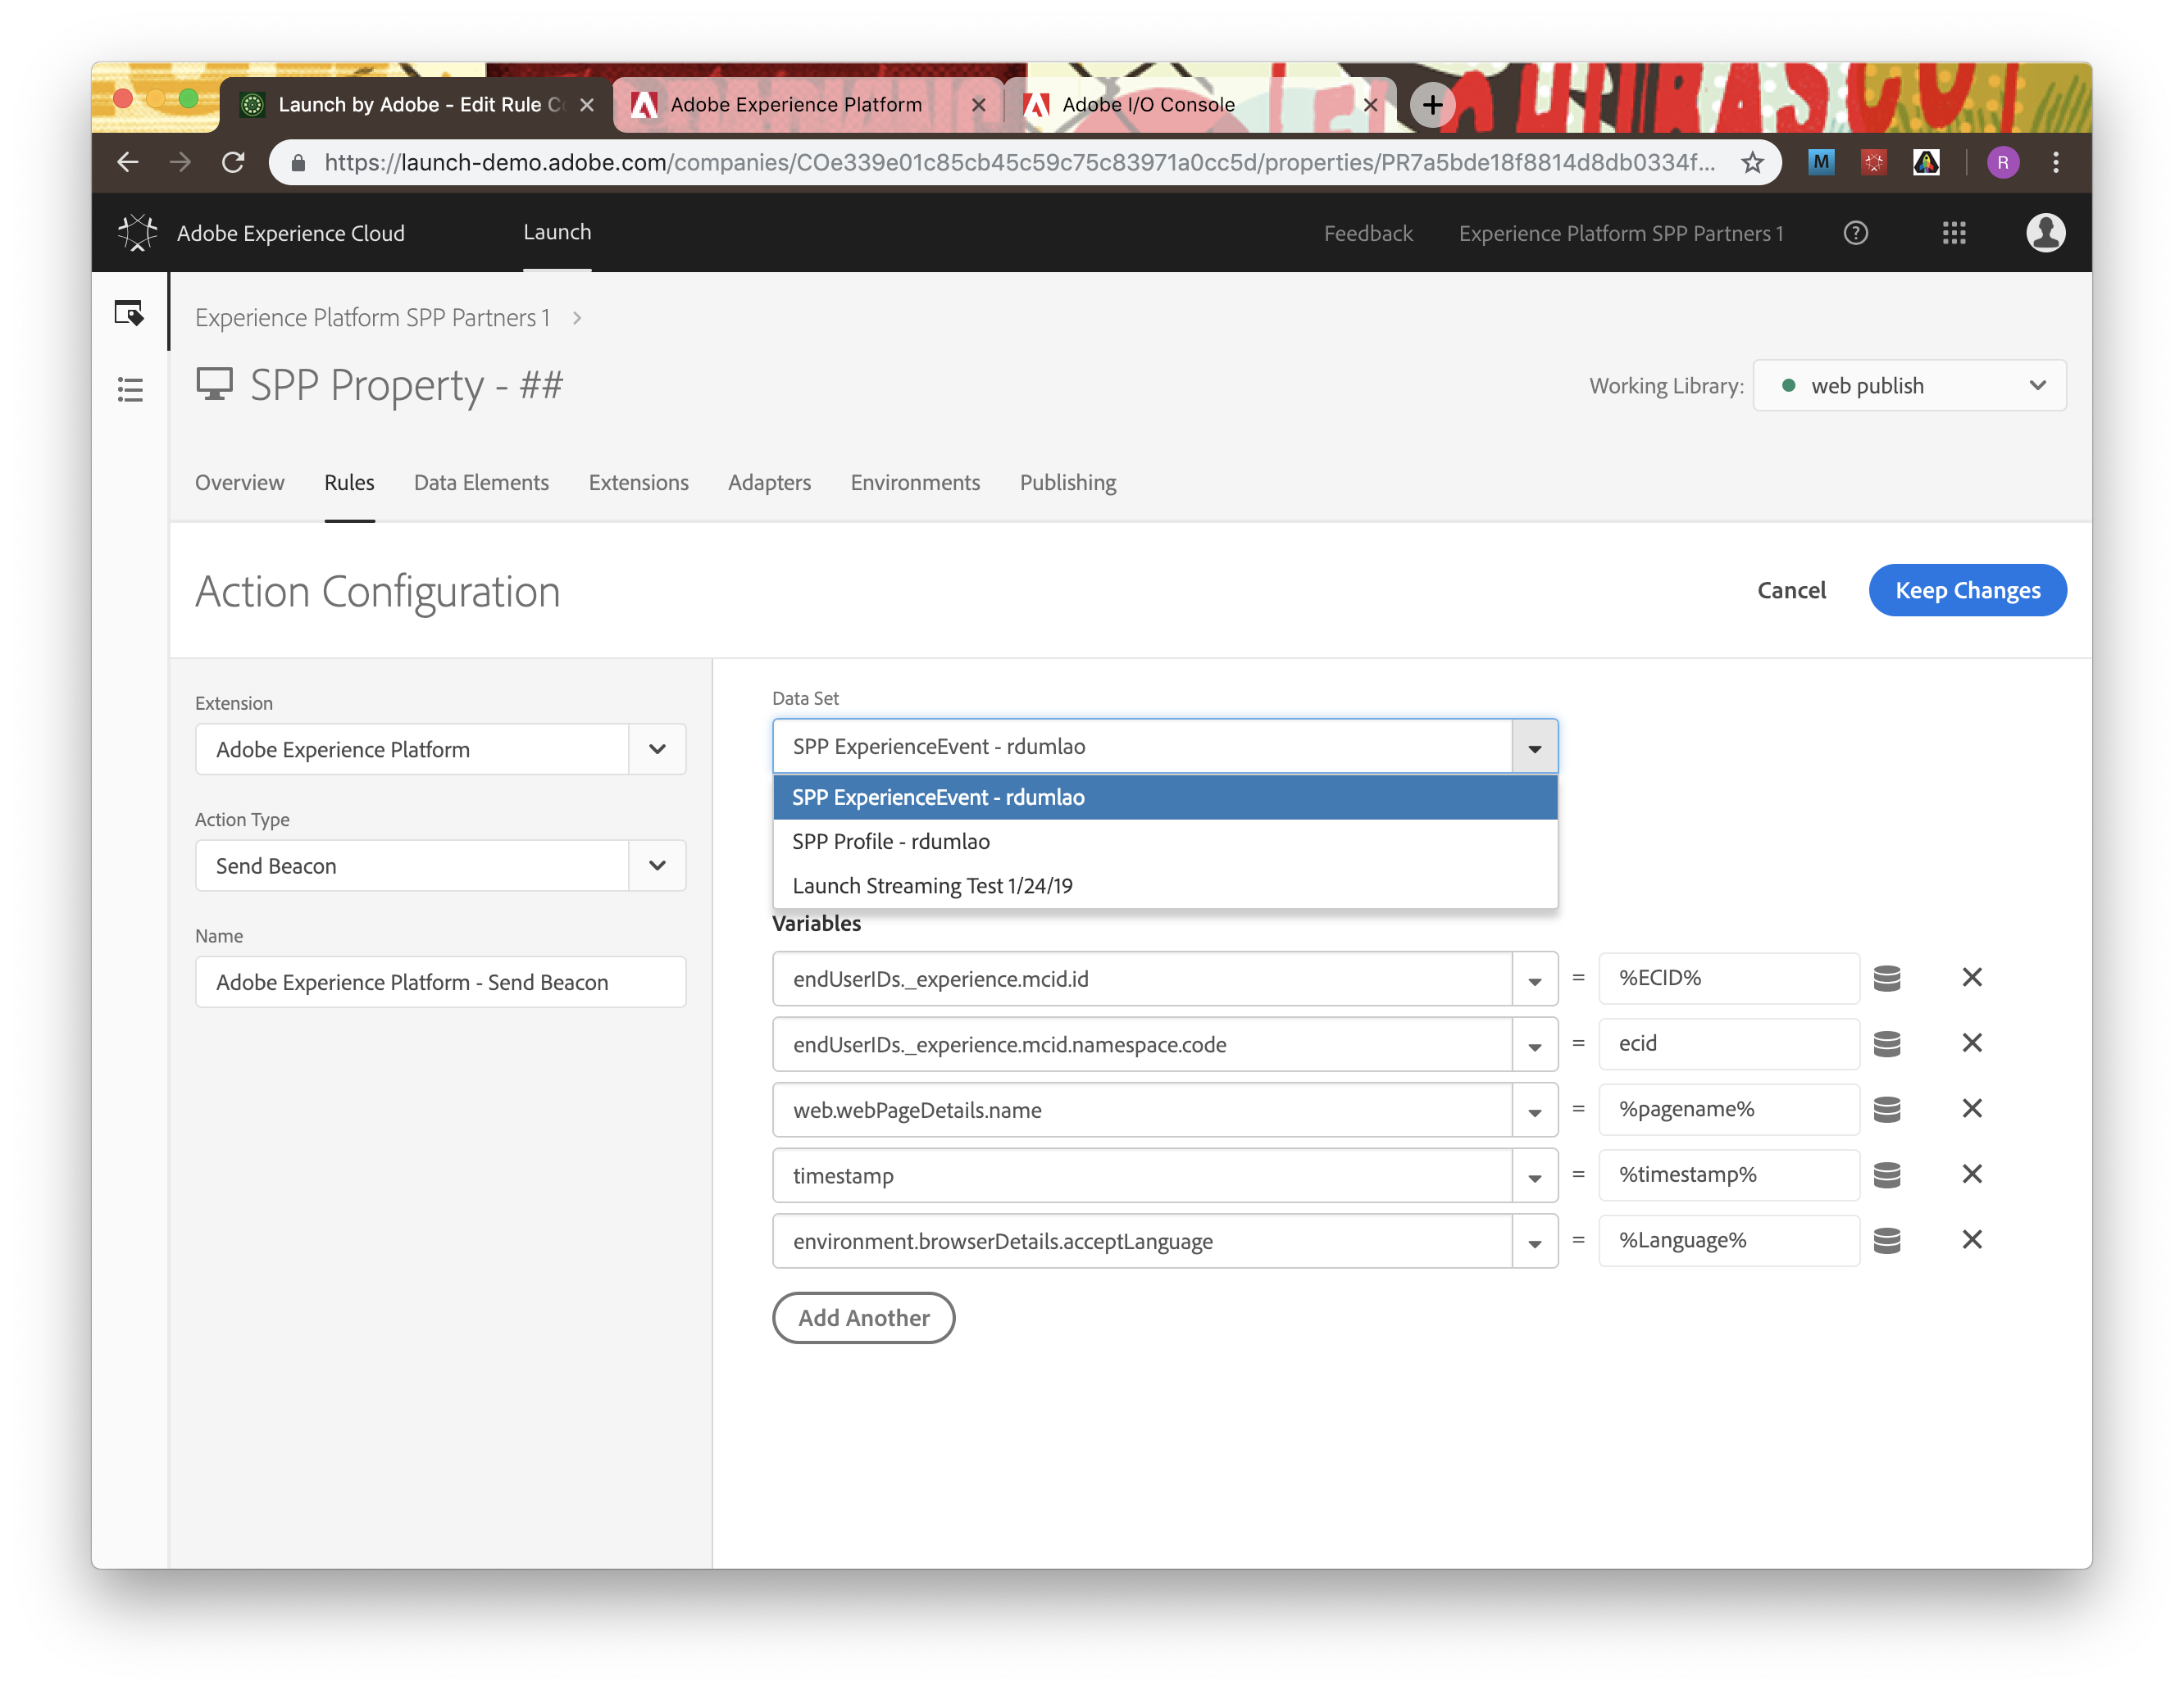 Launch by Adobe - Edit Rule Co
Adobe Experience Platform
Adobe I/O Console
https://launch-demo.adobe.com/companies/COe339e01c85cb45c59c75c83971a0cc5d/properties/PR7a5bde18f8814d8db0334f...
M
R
Adobe Experience Cloud
Launch
Feedback
Experience Platform SPP Partners 1
Experience Platform SPP Partners 1
SPP Property - ##
Working Library:
web publish
Overview Rules Data Elements Extensions Adapters Environments Publishing
Action Configuration
Cancel
Keep Changes
Extension
Adobe Experience Platform
Action Type
Send Beacon
Name
Adobe Experience Platform - Send Beacon
Data Set
SPP ExperienceEvent - rdumlao
SPP ExperienceEvent - rdumlao
SPP Profile - rdumlao
Launch Streaming Test 1/24/19
Variables
endUserIDs._experience.mcid.id = %ECID%
endUserIDs._experience.mcid.namespace.code = ecid
web.webPageDetails.name = %pagename%
timestamp = %timestamp%
environment.browserDetails.acceptLanguage = %Language%
Add Another